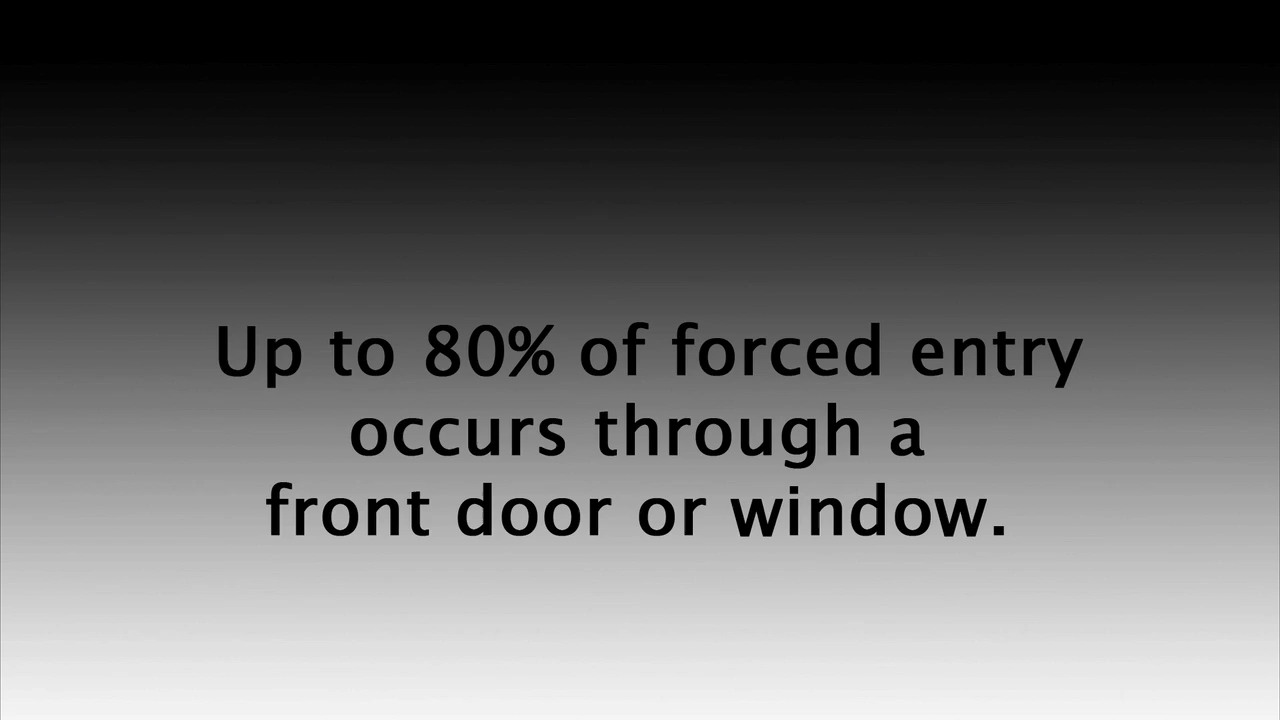 Up to 80% of forced entry
occurs through a
front door or window.